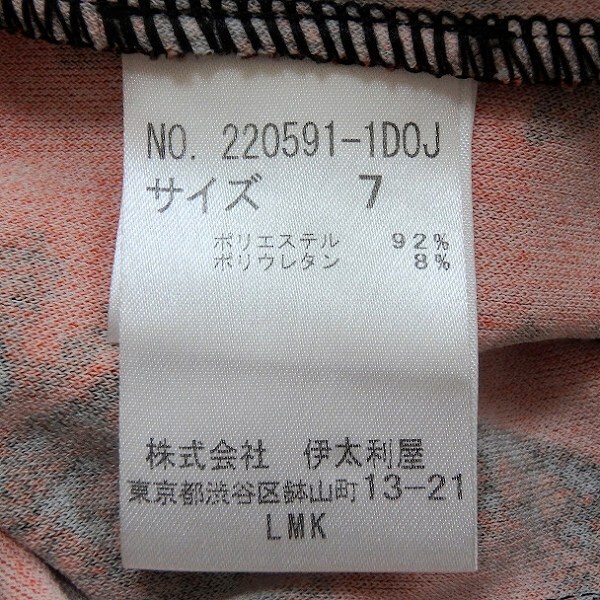 NO. 220591-1D0J
サイズ 7
ポリエステル 92%
ポリウレタン 8%
株式会社 伊太利屋
東京都渋谷区鉢山町13-21
LMK